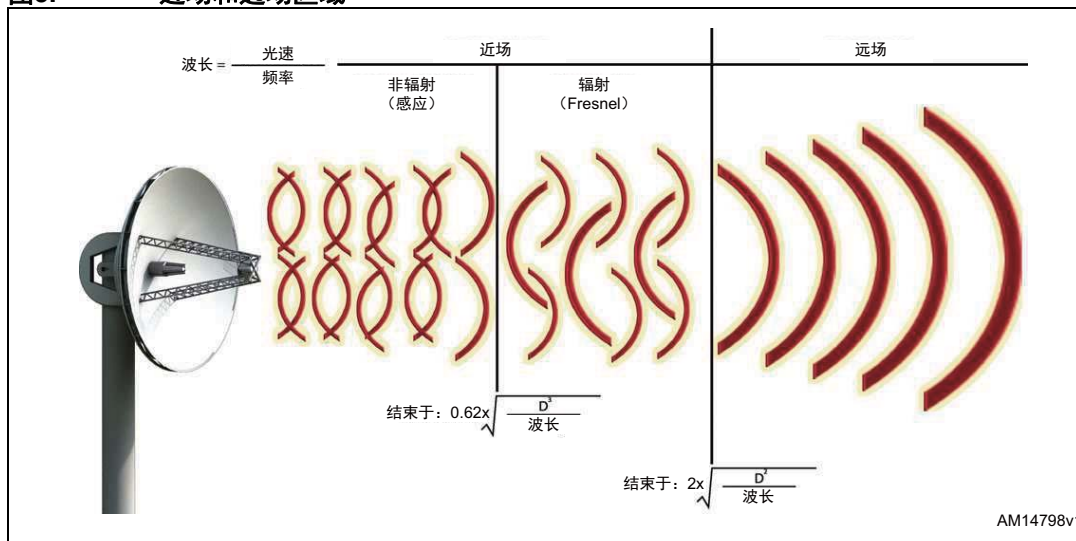 近场
远场
波长 = 光速
频率
非辐射
（感应）
辐射
（Fresnel）
结束于：0.62x√ D³
波长
结束于：2x√ D²
波长
AM14798v1